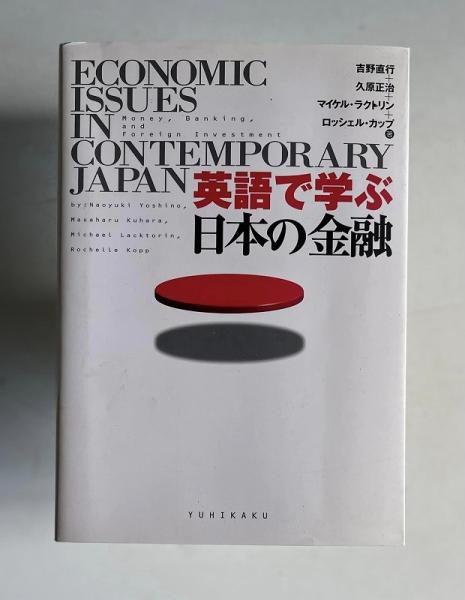 ECONOMIC
ISSUES
Money, Banking,
IN
and
Foreign Investment
CONTEMPORARY
JAPAN
by:Naoyuki Yoshino,
Masaharu Kuhara,
Michael Lacktorin,
Rochelle Kopp
吉野直行
+
久原正治
+
マイケル・ラクトリン
+
ロッシェル・カップ 著
英語で学ぶ
日本の金融
YUHIKAKU